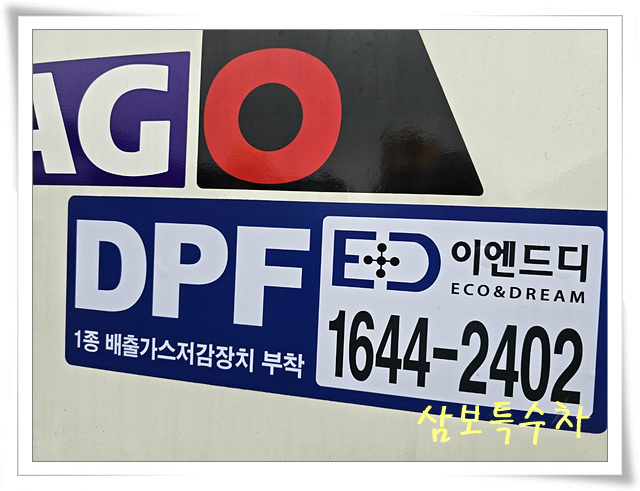 AGO
DPF
1종 배출가스저감장치 부착
E+D 이엔드디
ECO&DREAM
1644-2402
삼보특수차